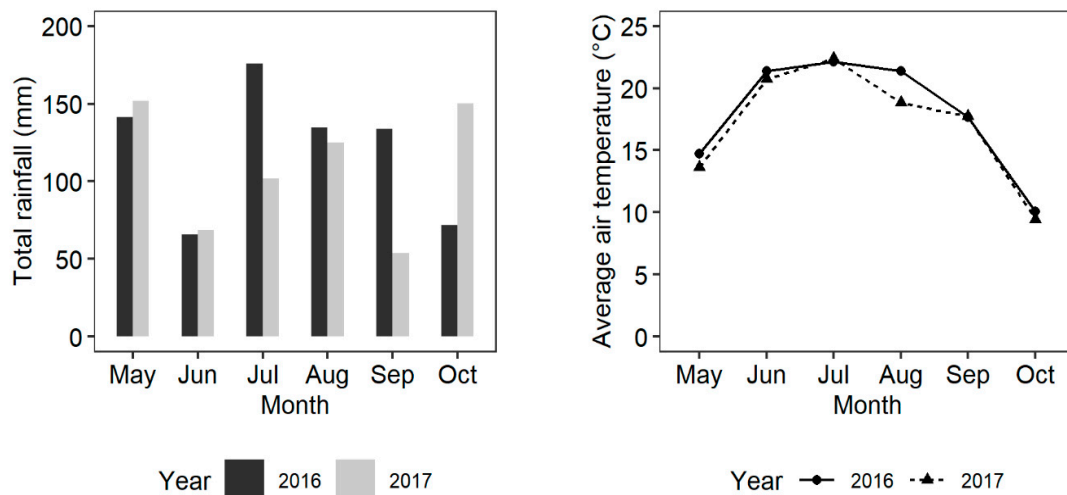 Total rainfall (mm)
200
150
100
50
0
May Jun Jul Aug Sep Oct
Month
Year 2016 2017
Average air temperature (°C)
25
20
15
10
5
0
May Jun Jul Aug Sep Oct
Month
Year 2016 2017